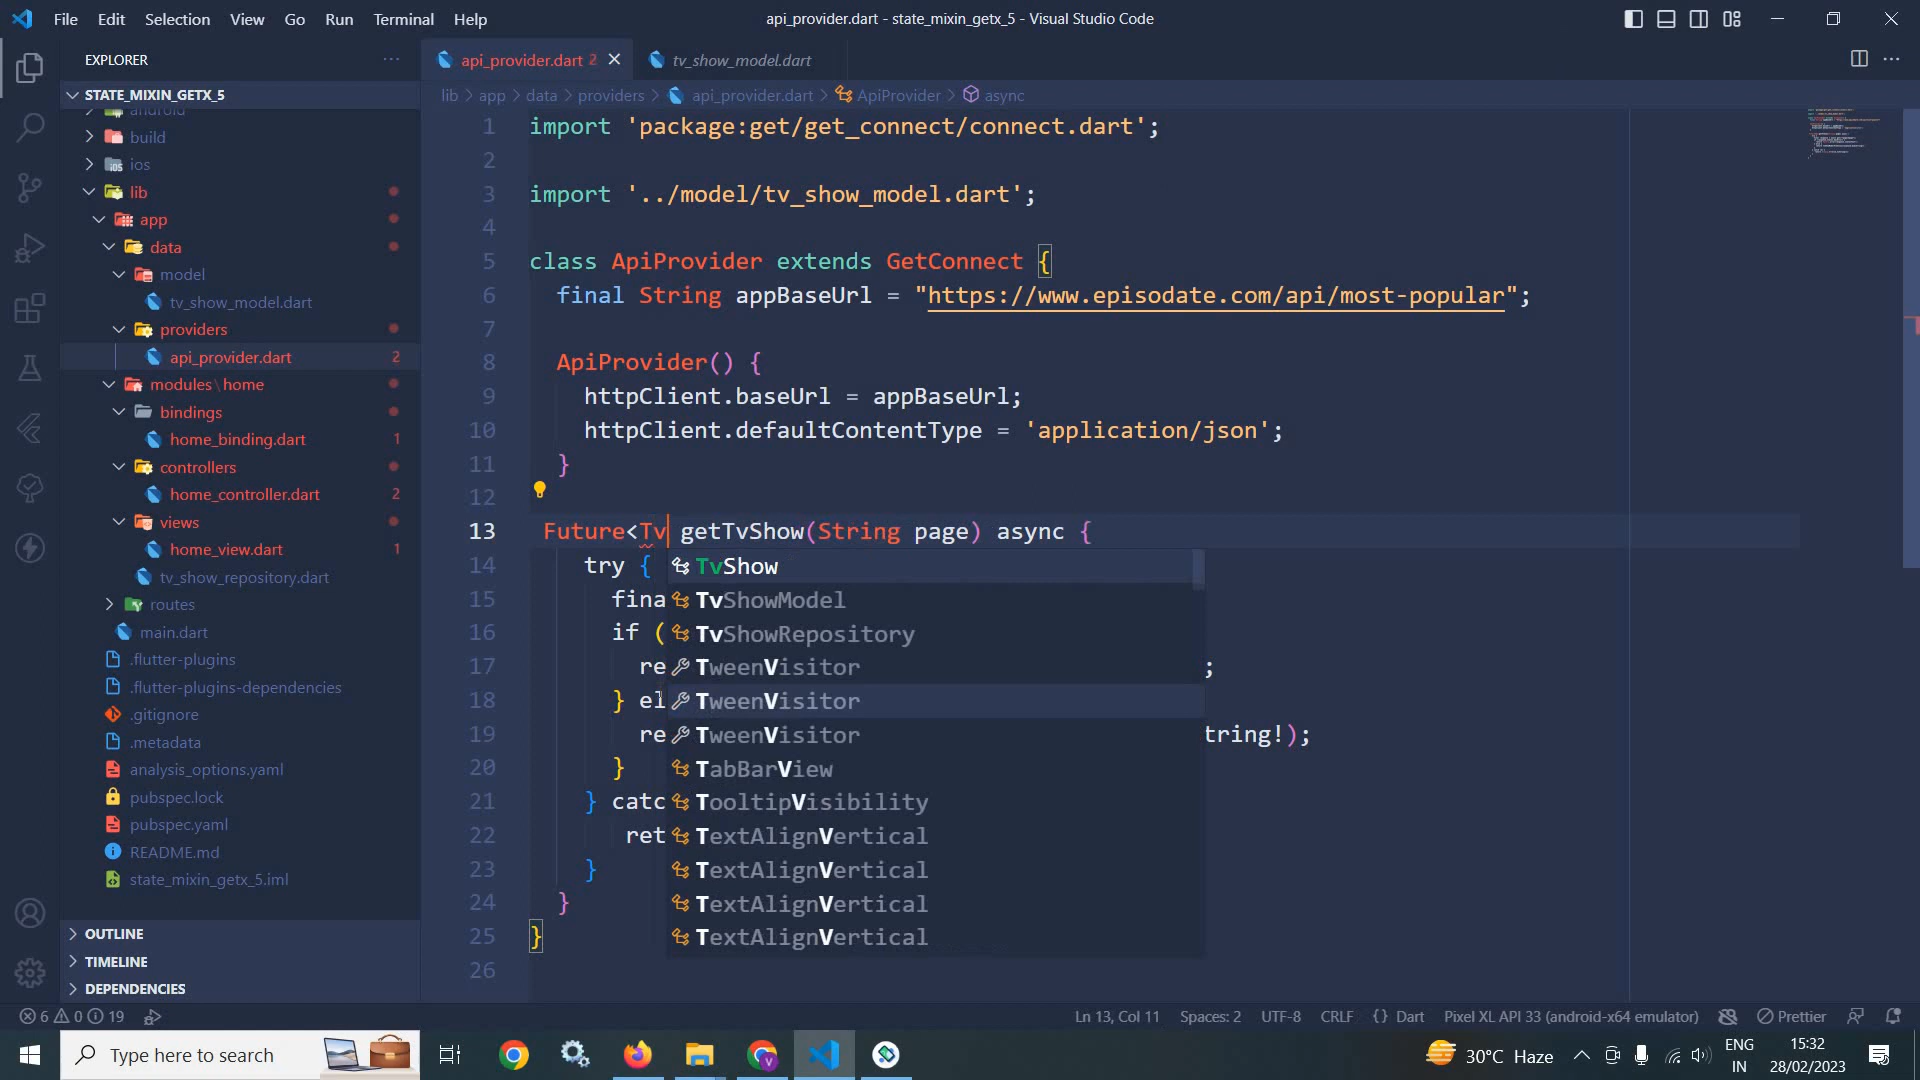 File Edit Selection View Go Run Terminal Help
api_provider.dart - state_mixin_getx_5 - Visual Studio Code
EXPLORER
STATE_MIXIN_GETX_5
android
build
ios
lib
app
data
model
tv_show_model.dart
providers
api_provider.dart 2
modules\home
bindings
home_binding.dart 1
controllers
home_controller.dart 2
views
home_view.dart 1
tv_show_repository.dart
routes
main.dart
.flutter-plugins
.flutter-plugins-dependencies
.gitignore
.metadata
analysis_options.yaml
pubspec.lock
pubspec.yaml
README.md
state_mixin_getx_5.iml
OUTLINE
TIMELINE
DEPENDENCIES
api_provider.dart 2
tv_show_model.dart
lib > app > data > providers > api_provider.dart > ApiProvider > async
1 import 'package:get/get_connect/connect.dart';
2
3 import '../model/tv_show_model.dart';
4
5 class ApiProvider extends GetConnect {
6 final String appBaseUrl = "https://www.episodate.com/api/most-popular";
7
8 ApiProvider() {
9 httpClient.baseUrl = appBaseUrl;
10 httpClient.defaultContentType = 'application/json';
11 }
12
13 Future<Tv getTvShow(String page) async {
14 try {
15 fina
16 if (
17 re ;
18 } el
19 re tring!);
20 }
21 } catc
22 ret
23 }
24 }
25 }
26
TvShow
TvShowModel
TvShowRepository
TweenVisitor
TweenVisitor
TweenVisitor
TabBarView
TooltipVisibility
TextAlignVertical
TextAlignVertical
TextAlignVertical
TextAlignVertical
6 0 19
Ln 13, Col 11 Spaces: 2 UTF-8 CRLF {} Dart Pixel XL API 33 (android-x64 emulator) Prettier
Type here to search
30°C Haze
ENG
IN
15:32
28/02/2023